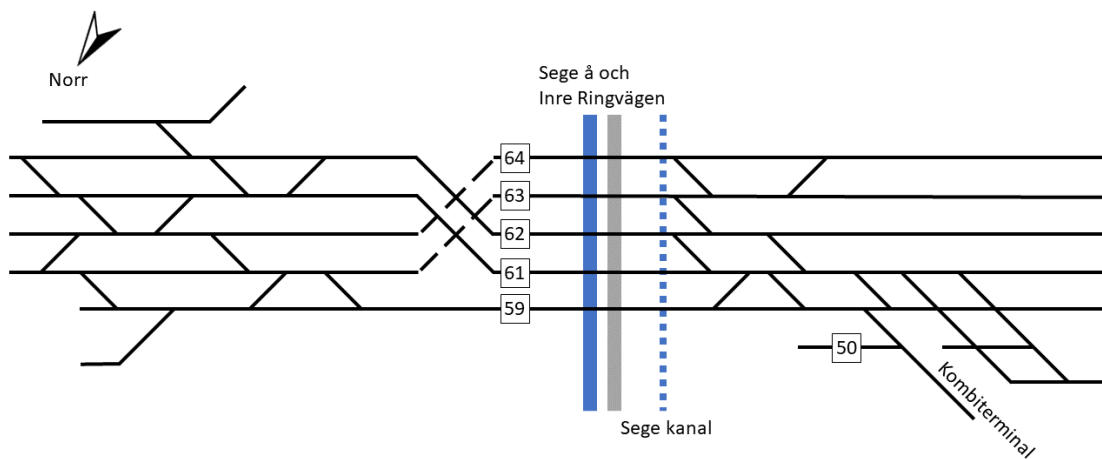 Norr
Sege å och
Inre Ringvägen
64
63
62
61
59
50
Kombiterminal
Sege kanal